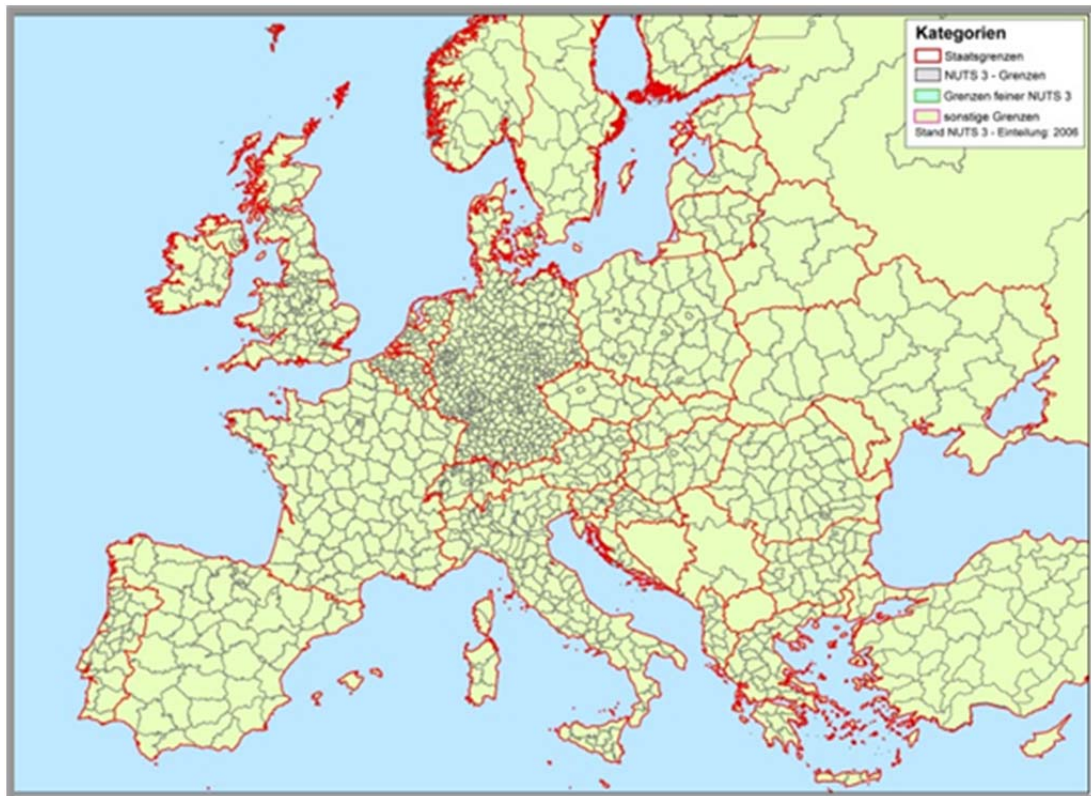 Kategorien
Staatsgrenzen
NUTS 3 - Grenzen
Grenzen feiner NUTS 3
sonstige Grenzen
Stand NUTS 3 - Einteilung: 2006